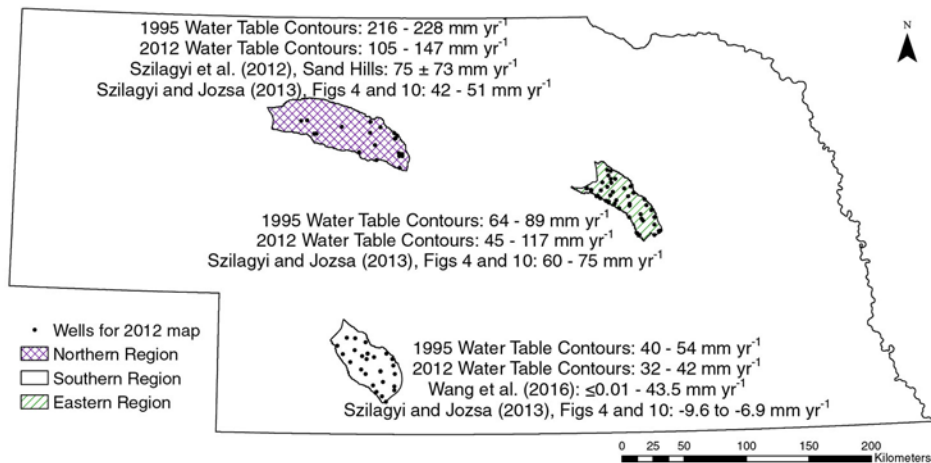 1995 Water Table Contours: 216 - 228 mm yr⁻¹
2012 Water Table Contours: 105 - 147 mm yr⁻¹
Szilagyi et al. (2012), Sand Hills: 75 ± 73 mm yr⁻¹
Szilagyi and Jozsa (2013), Figs 4 and 10: 42 - 51 mm yr⁻¹
N
1995 Water Table Contours: 64 - 89 mm yr⁻¹
2012 Water Table Contours: 45 - 117 mm yr⁻¹
Szilagyi and Jozsa (2013), Figs 4 and 10: 60 - 75 mm yr⁻¹
Wells for 2012 map
Northern Region
Southern Region
Eastern Region
1995 Water Table Contours: 40 - 54 mm yr⁻¹
2012 Water Table Contours: 32 - 42 mm yr⁻¹
Wang et al. (2016): ≤0.01 - 43.5 mm yr⁻¹
Szilagyi and Jozsa (2013), Figs 4 and 10: -9.6 to -6.9 mm yr⁻¹
0 25 50 100 150 200
Kilometers